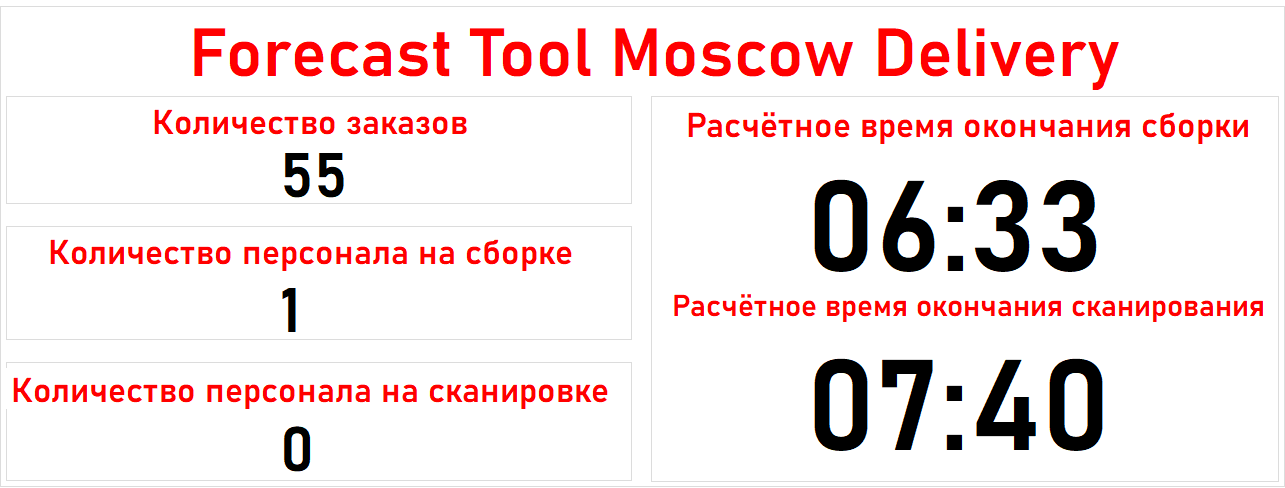 Forecast Tool Moscow Delivery
Количество заказов
55
Количество персонала на сборке
1
Количество персонала на сканировке
0
Расчётное время окончания сборки
06:33
Расчётное время окончания сканирования
07:40